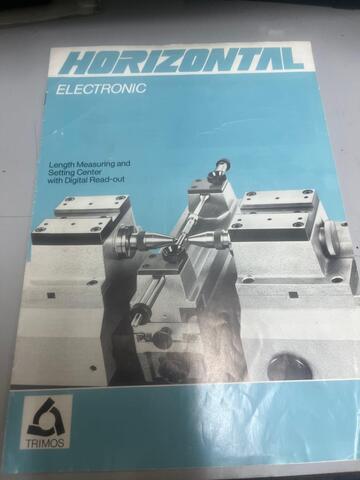 HORIZONTAL
ELECTRONIC
Length Measuring and
Setting Center
with Digital Read-out
TRIMOS